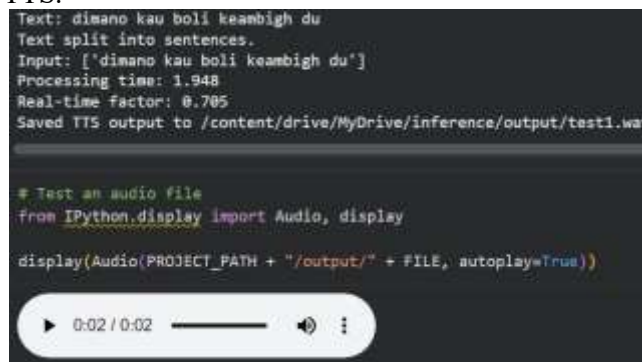 TTS.
Text: dimano kau boli keambigh du
Text split into sentences.
Input: ['dimano kau boli keambigh du']
Processing time: 1.948
Real-time factor: 0.705
Saved TTS output to /content/drive/MyDrive/inference/output/test1.wa
# Test an audio file
from IPython.display import Audio, display
display(Audio(PROJECT_PATH + "/output/" + FILE, autoplay=True))
0:02 / 0:02